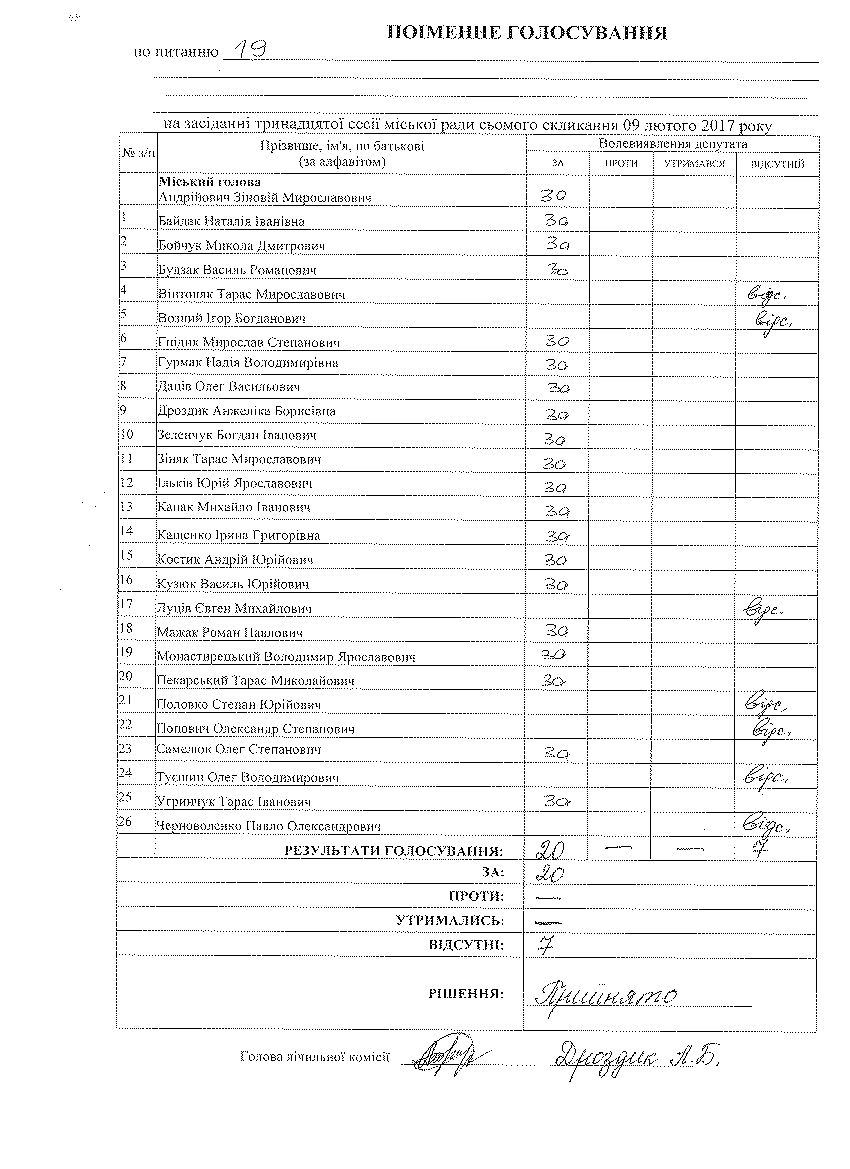 ПОІМЕННЕ ГОЛОСУВАННЯ
по питанню 19
на засіданні тринадцятої сесії міської ради сьомого скликання 09 лютого 2017 року
№ з/п Прізвище, ім'я, по батькові (за алфавітом) Волевиявлення депутата
ЗА ПРОТИ УТРИМАВСЯ ВІДСУТНІЙ
Міський голова
Андрійович Зіновій Мирославович за
1 Байдак Наталія Іванівна за
2 Бойчук Микола Дмитрович за
3 Будзак Василь Романович за
4 Вінтоняк Тарас Мирославович відс.
5 Возний Ігор Богданович відс.
6 Гнідик Мирослав Степанович за
7 Гурмак Надія Володимирівна за
8 Даців Олег Васильович за
9 Дроздик Анжеліка Борисівна за
10 Зеленчук Богдан Іванович за
11 Зіняк Тарас Мирославович за
12 Ільків Юрій Ярославович за
13 Капак Михайло Іванович за
14 Кащенко Ірина Григорівна за
15 Костик Андрій Юрійович за
16 Кузюк Василь Юрійович за
17 Луців Євген Михайлович відс.
18 Мажак Роман Павлович за
19 Монастирецький Володимир Ярославович за
20 Пекарський Тарас Миколайович за
21 Половко Степан Юрійович відс.
22 Попович Олександр Степанович відс.
23 Самелюк Олег Степанович за
24 Олег Володимирович відс.
25 Угринчук Тарас Іванович за
26 Черноволенко Павло Олександрович відс.
РЕЗУЛЬТАТИ ГОЛОСУВАННЯ: 20 — — 7
ЗА: 20
ПРОТИ: —
УТРИМАЛИСЬ: —
ВІДСУТНІ: 7
РІШЕННЯ: Прийнято
Голова лічильної комісії Дроздик А.Б.